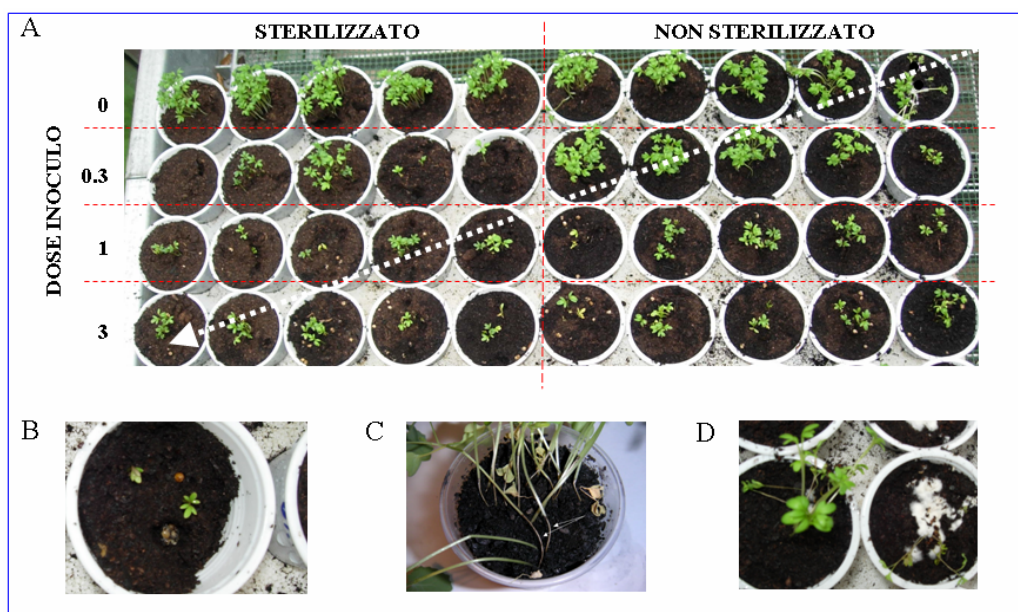 A
STERILIZZATO
NON STERILIZZATO
DOSE INOCULO
0
0.3
1
3
B
C
D